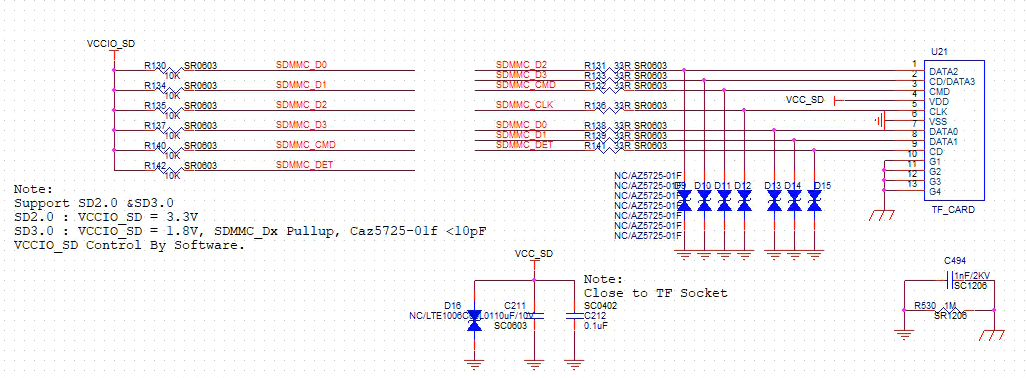 VCCIO_SD
R130 SR0603 SDMMC_D0
10K
R134 SR0603 SDMMC_D1
10K
R135 SR0603 SDMMC_D2
10K
R137 SR0603 SDMMC_D3
10K
R140 SR0603 SDMMC_CMD
10K
R142 SR0603 SDMMC_DET
10K
Note:
Support SD2.0 &SD3.0
SD2.0 : VCCIO_SD = 3.3V
SD3.0 : VCCIO_SD = 1.8V, SDMMC_Dx Pullup, Caz5725-01f <10pF
VCCIO_SD Control By Software.
SDMMC_D2 R131 33R SR0603
SDMMC_D3 R133 33R SR0603
SDMMC_CMD R132 33R SR0603
SDMMC_CLK R136 33R SR0603
SDMMC_D0 R138 33R SR0603
SDMMC_D1 R139 33R SR0603
SDMMC_DET R141 33R SR0603
U21
1 DATA2
2 CD/DATA3
3 CMD
4 VDD
5 CLK
6 VSS
7 DATA0
8 DATA1
9 CD
10 G1
11 G2
12 G3
13 G4
TF_CARD
VCC_SD
NC/AZ5725-01F
NC/AZ5725-01F
NC/AZ5725-01F
NC/AZ5725-01F
NC/AZ5725-01F
NC/AZ5725-01F
NC/AZ5725-01F
D9 D10 D11 D12 D13 D14 D15
VCC_SD
D16
C211
10uF/10V
SC0603
SC0402
C212
0.1uF
Note:
Close to TF Socket
C494
1nF/2KV
SC1206
R530 1M
SR1206